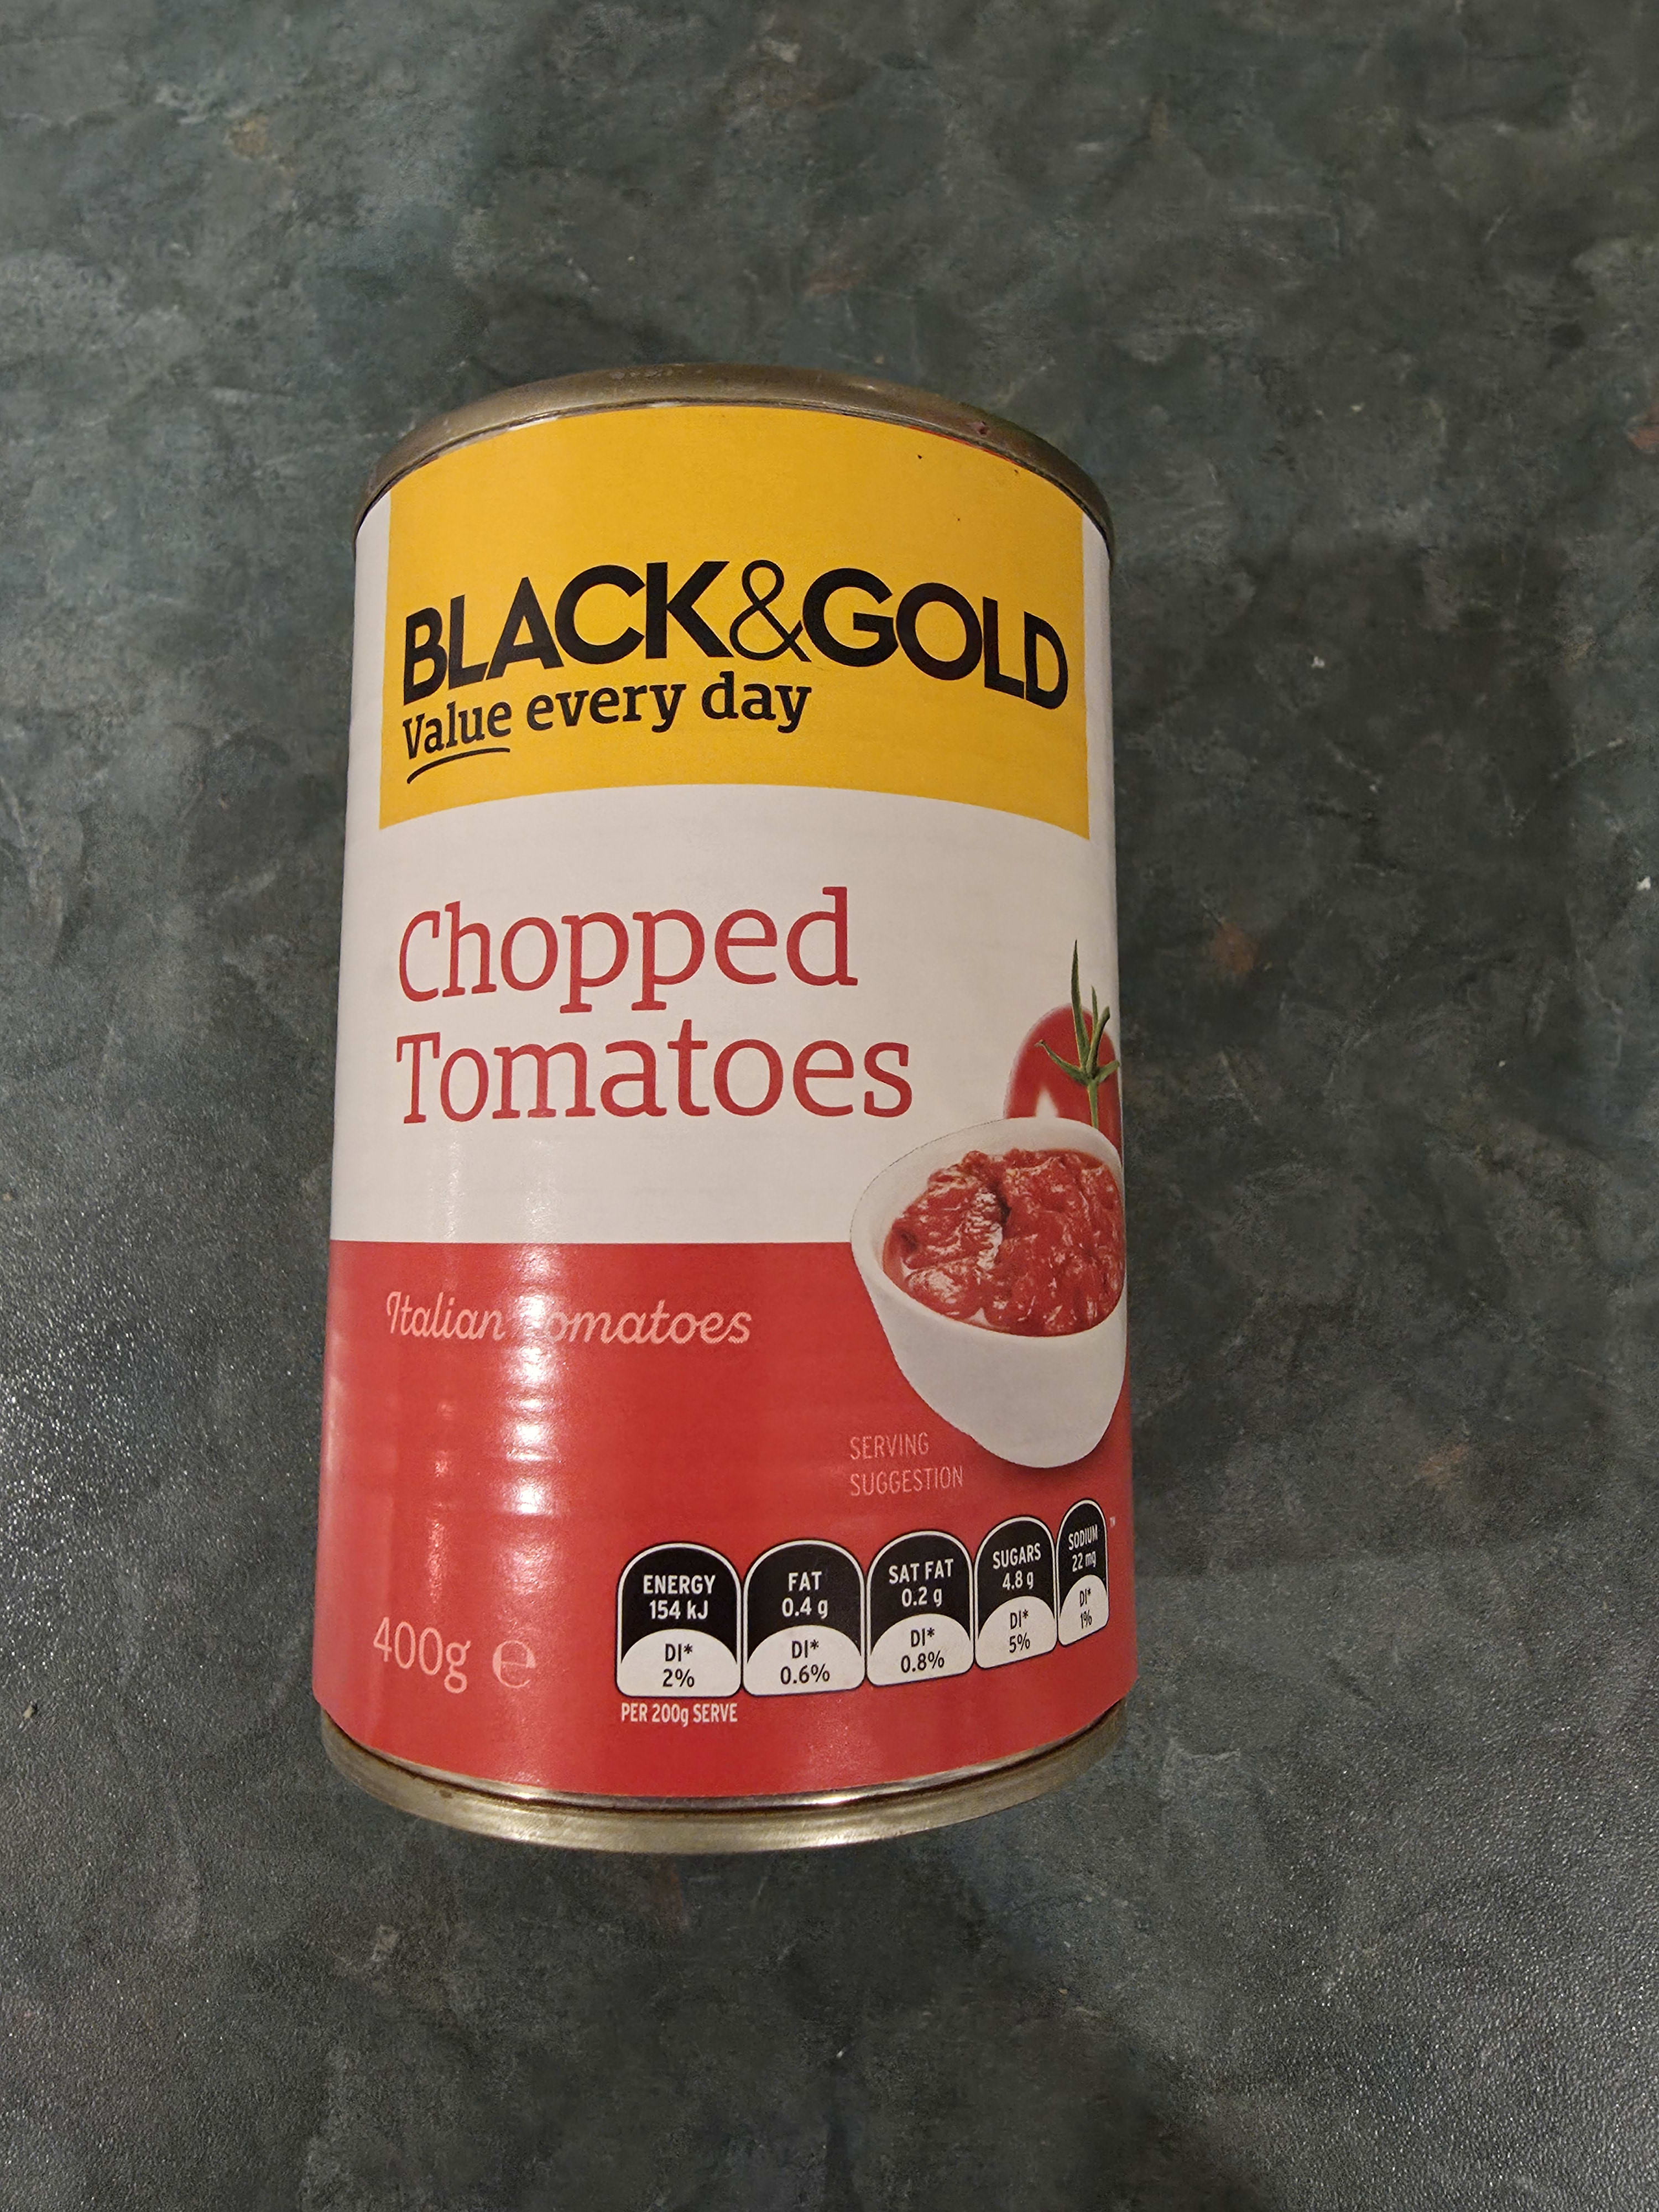 BLACK&GOLD
Value every day
Chopped
Tomatoes
Italian Tomatoes
SERVING
SUGGESTION
400g ℮
ENERGY
154 kJ
DI*
2%
FAT
0.4 g
DI*
0.6%
SAT FAT
0.2 g
DI*
0.8%
SUGARS
4.8 g
DI*
5%
SODIUM
22 mg
DI*
1%
™
PER 200g SERVE